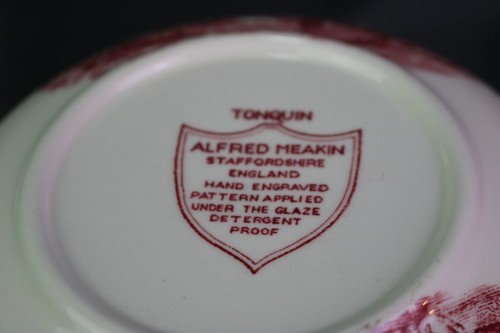 TONQUIN
ALFRED MEAKIN
STAFFORDSHIRE
ENGLAND
HAND ENGRAVED
PATTERN APPLIED
UNDER THE GLAZE
DETERGENT
PROOF